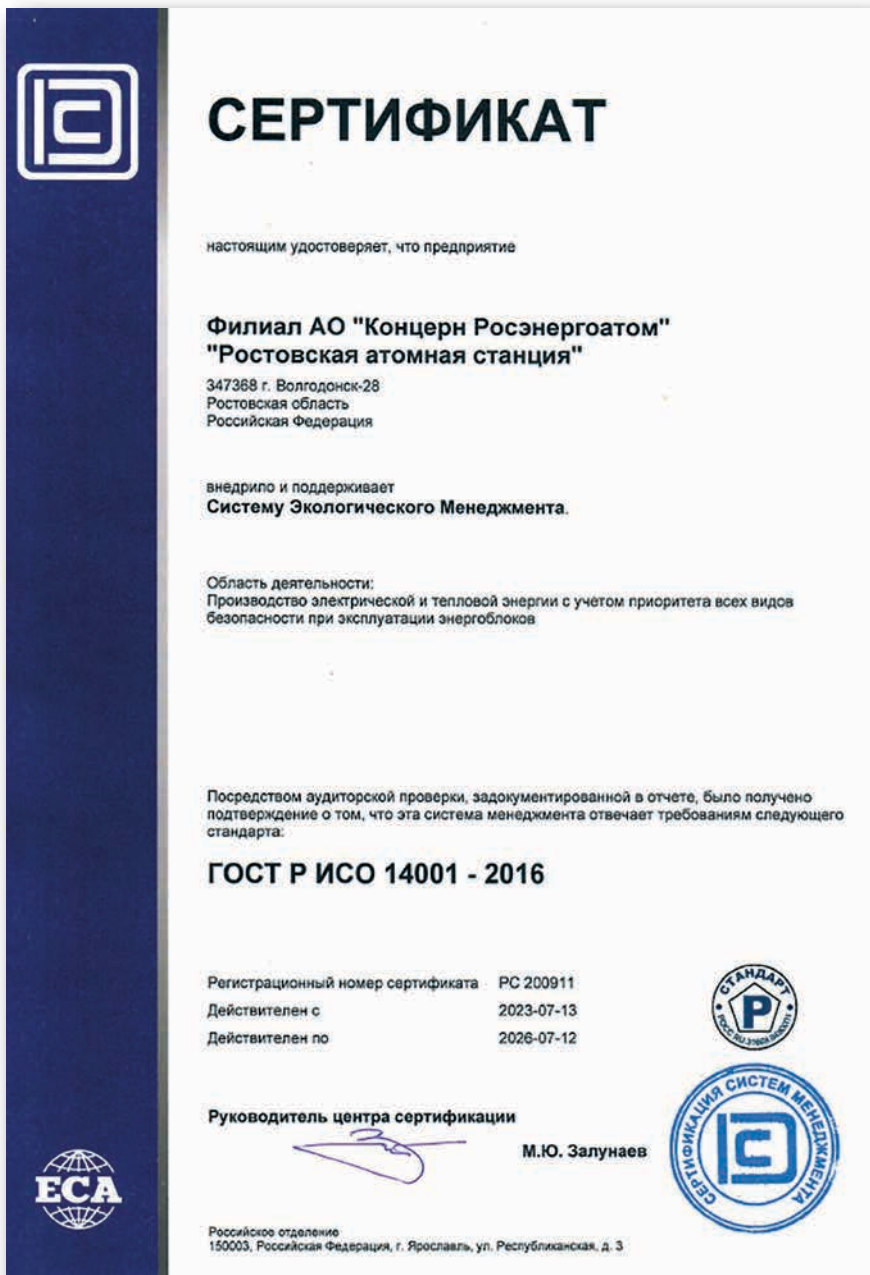 СЕРТИФИКАТ
настоящим удостоверяет, что предприятие
Филиал АО "Концерн Росэнергоатом"
"Ростовская атомная станция"
347368 г. Волгодонск-28
Ростовская область
Российская Федерация
внедрило и поддерживает
Систему Экологического Менеджмента.
Область деятельности:
Производство электрической и тепловой энергии с учетом приоритета всех видов
безопасности при эксплуатации энергоблоков
Посредством аудиторской проверки, задокументированной в отчете, было получено
подтверждение о том, что эта система менеджмента отвечает требованиям следующего
стандарта:
ГОСТ Р ИСО 14001 - 2016
Регистрационный номер сертификата РС 200911
Действителен с 2023-07-13
Действителен по 2026-07-12
СТАНДАРТ
Р
РОСС RU
Руководитель центра сертификации
М.Ю. Залунаев
СЕРТИФИКАЦИЯ СИСТЕМ МЕНЕДЖМЕНТА
ECA
Российское отделение
150003, Российская Федерация, г. Ярославль, ул. Республиканская, д. 3